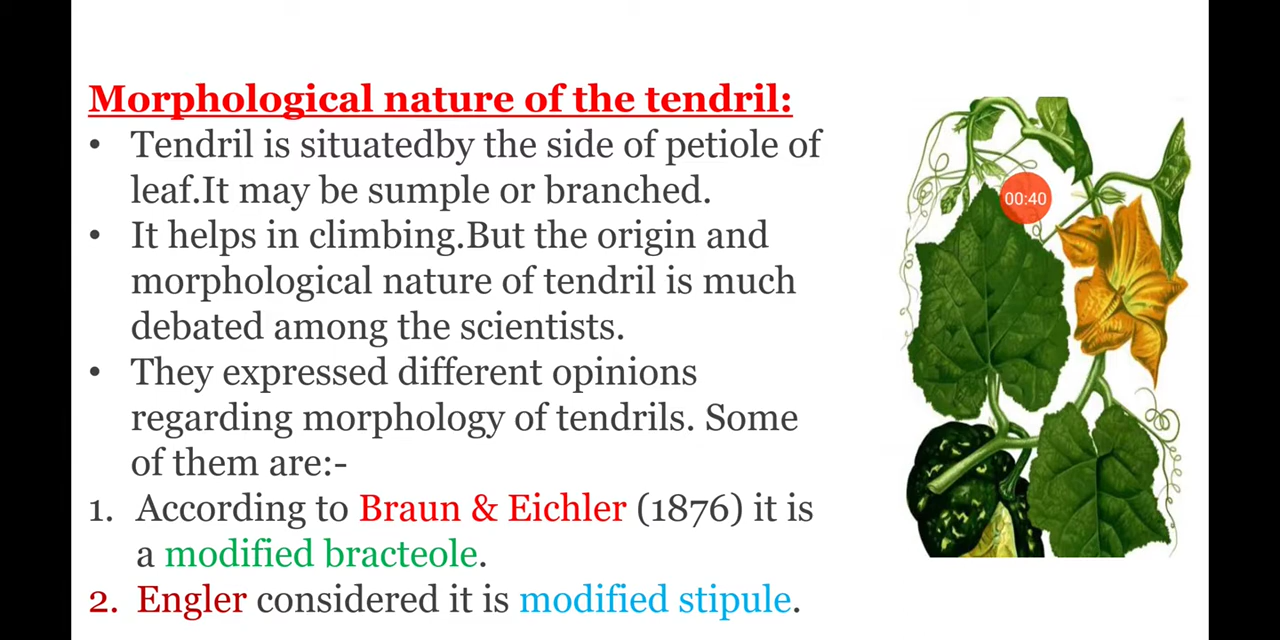 Morphological nature of the tendril:
• Tendril is situatedby the side of petiole of
leaf.It may be sumple or branched.
• It helps in climbing.But the origin and
morphological nature of tendril is much
debated among the scientists.
• They expressed different opinions
regarding morphology of tendrils. Some
of them are:-
1. According to Braun & Eichler (1876) it is
a modified bracteole.
2. Engler considered it is modified stipule.
00:40